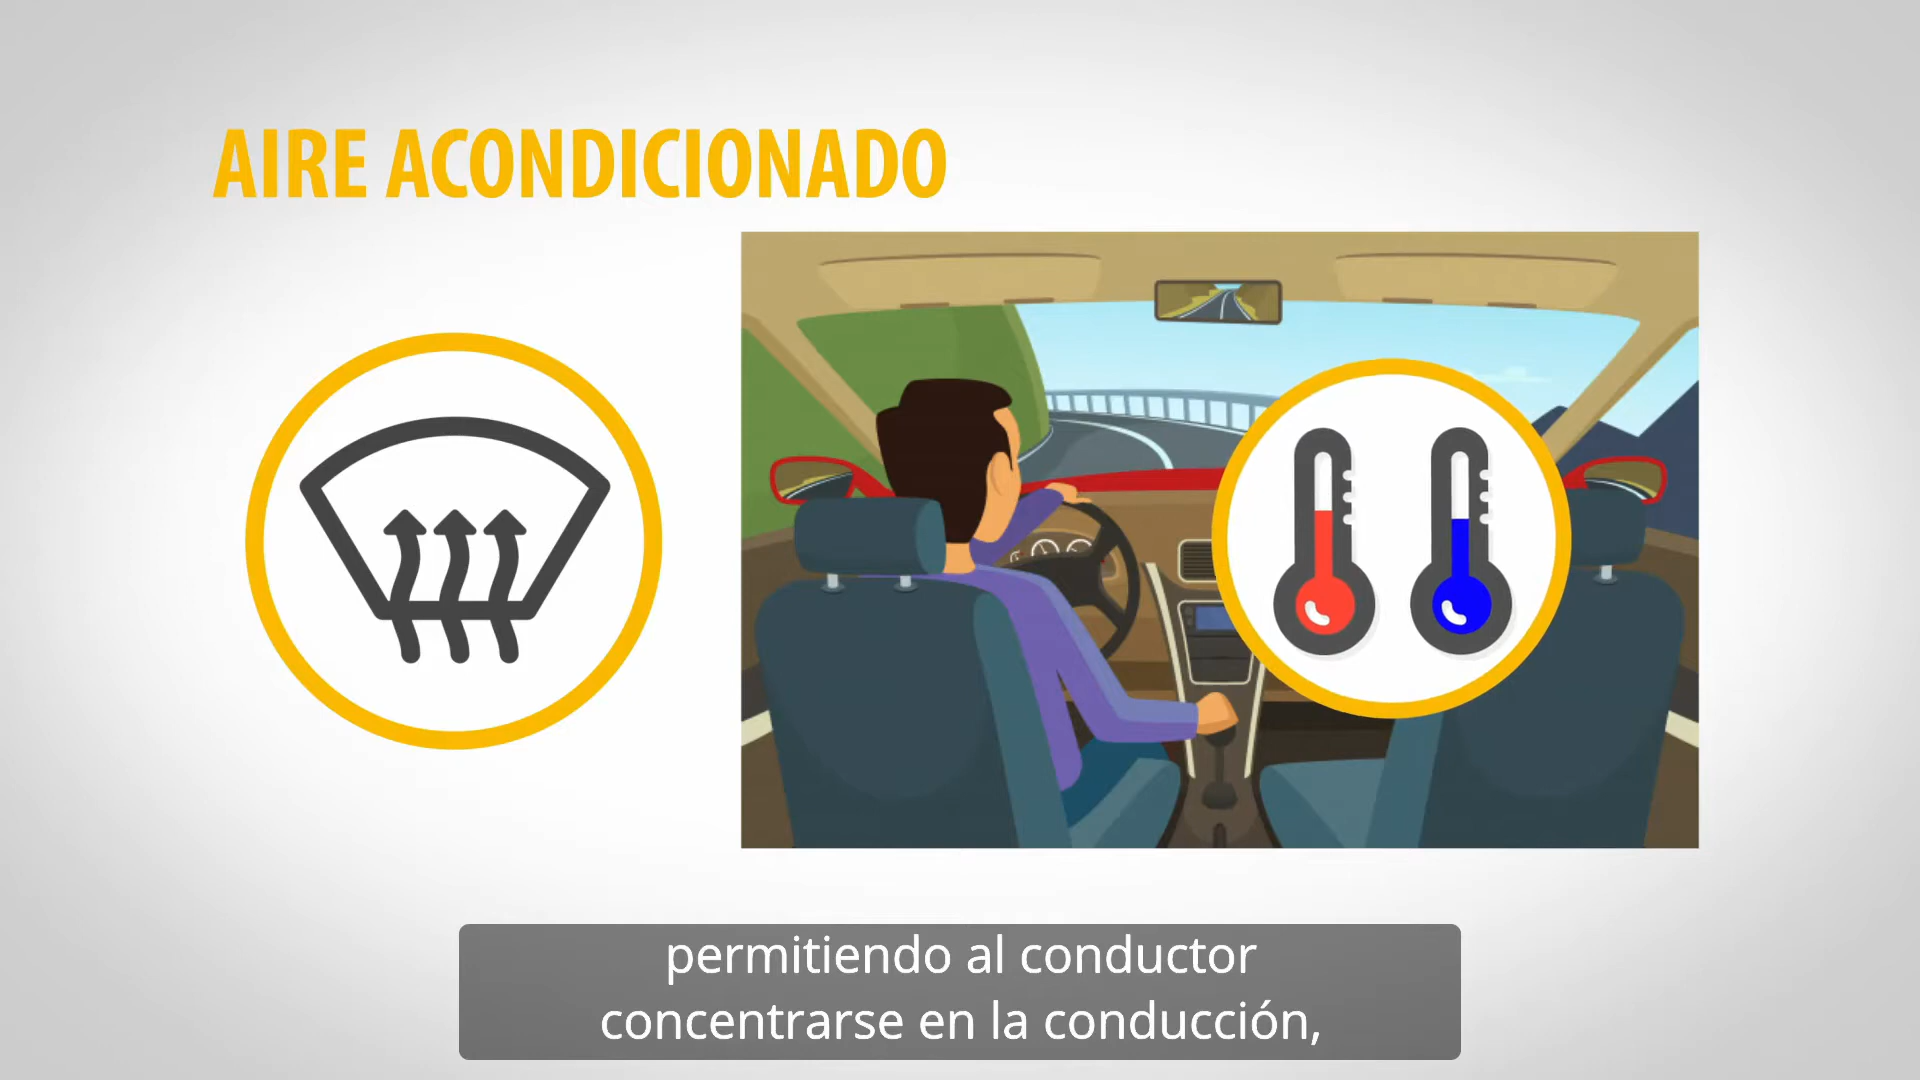 AIRE ACONDICIONADO
permitiendo al conductor
concentrarse en la conducción,